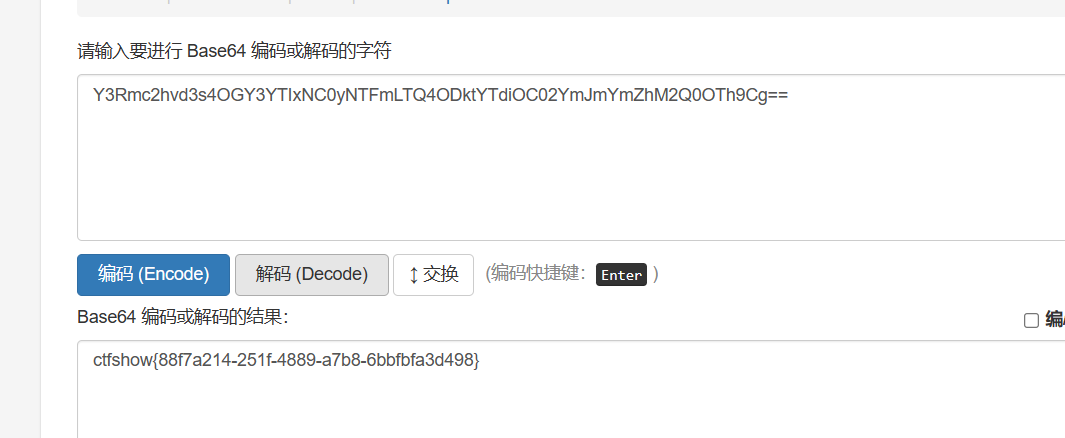 请输入要进行 Base64 编码或解码的字符
Y3Rmc2hvd3s4OGY3YTIxNC0yNTFmLTQ4ODktYTdiOC02YmJmYmZhM2Q0OTh9Cg==
编码 (Encode) 解码 (Decode) ↕ 交换 (编码快捷键： Enter )
Base64 编码或解码的结果：
ctfshow{88f7a214-251f-4889-a7b8-6bbfbfa3d498}